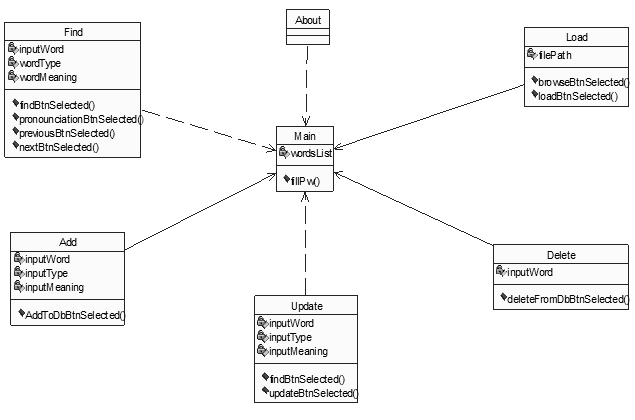 Find
inputWord
wordType
wordMeaning
findBtnSelected()
pronounciationBtnSelected()
previousBtnSelected()
nextBtnSelected()
About
Load
filePath
browseBtnSelected()
loadBtnSelected()
Main
wordsList
fillPw()
Add
inputWord
inputType
inputMeaning
AddToDbBtnSelected()
Update
inputWord
inputType
inputMeaning
findBtnSelected()
updateBtnSelected()
Delete
inputWord
deleteFromDbBtnSelected()